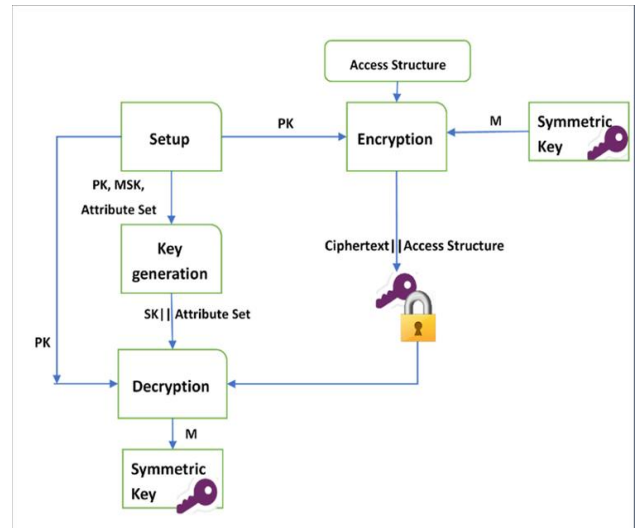 Access Structure
Setup
PK
Encryption
M
Symmetric
Key
PK, MSK,
Attribute Set
Key
generation
Ciphertext||Access Structure
SK|| Attribute Set
PK
Decryption
M
Symmetric
Key